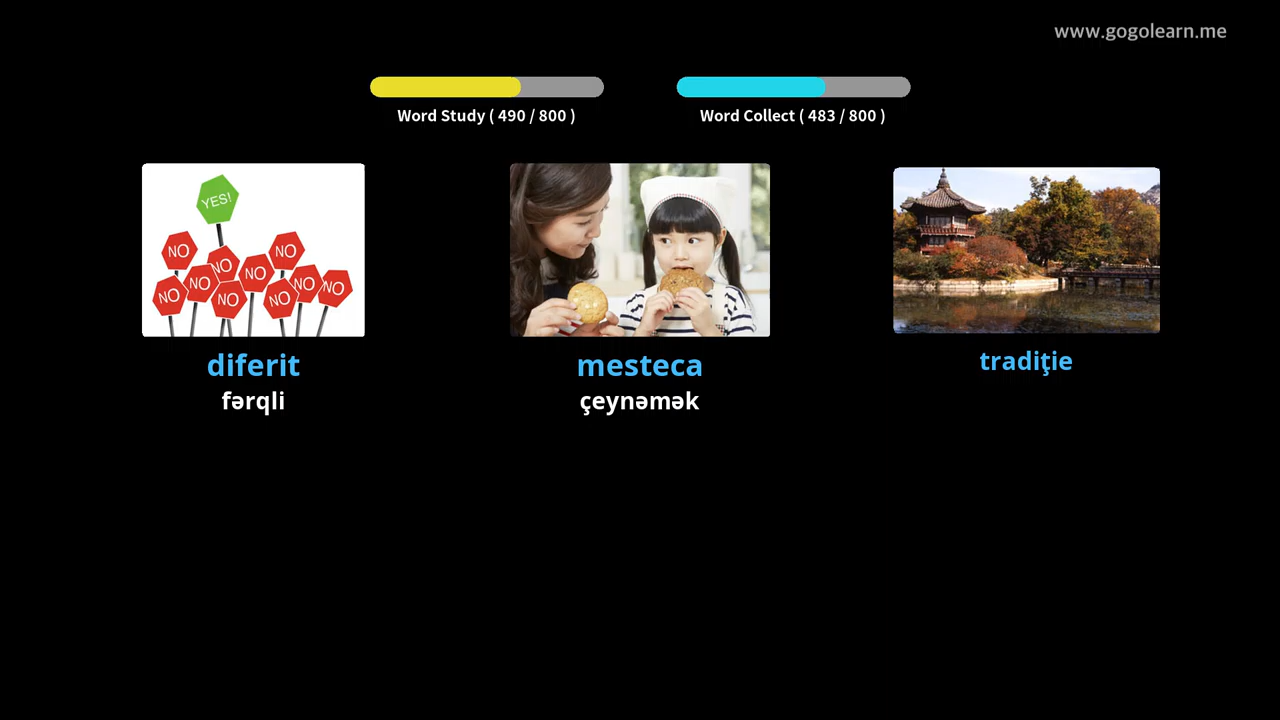 www.gogolearn.me
Word Study ( 490 / 800 )
Word Collect ( 483 / 800 )
YES!
NO
NO
NO
NO
NO
NO
NO
NO
NO
NO
diferit
fərqli
mesteca
çeynəmək
tradiţie